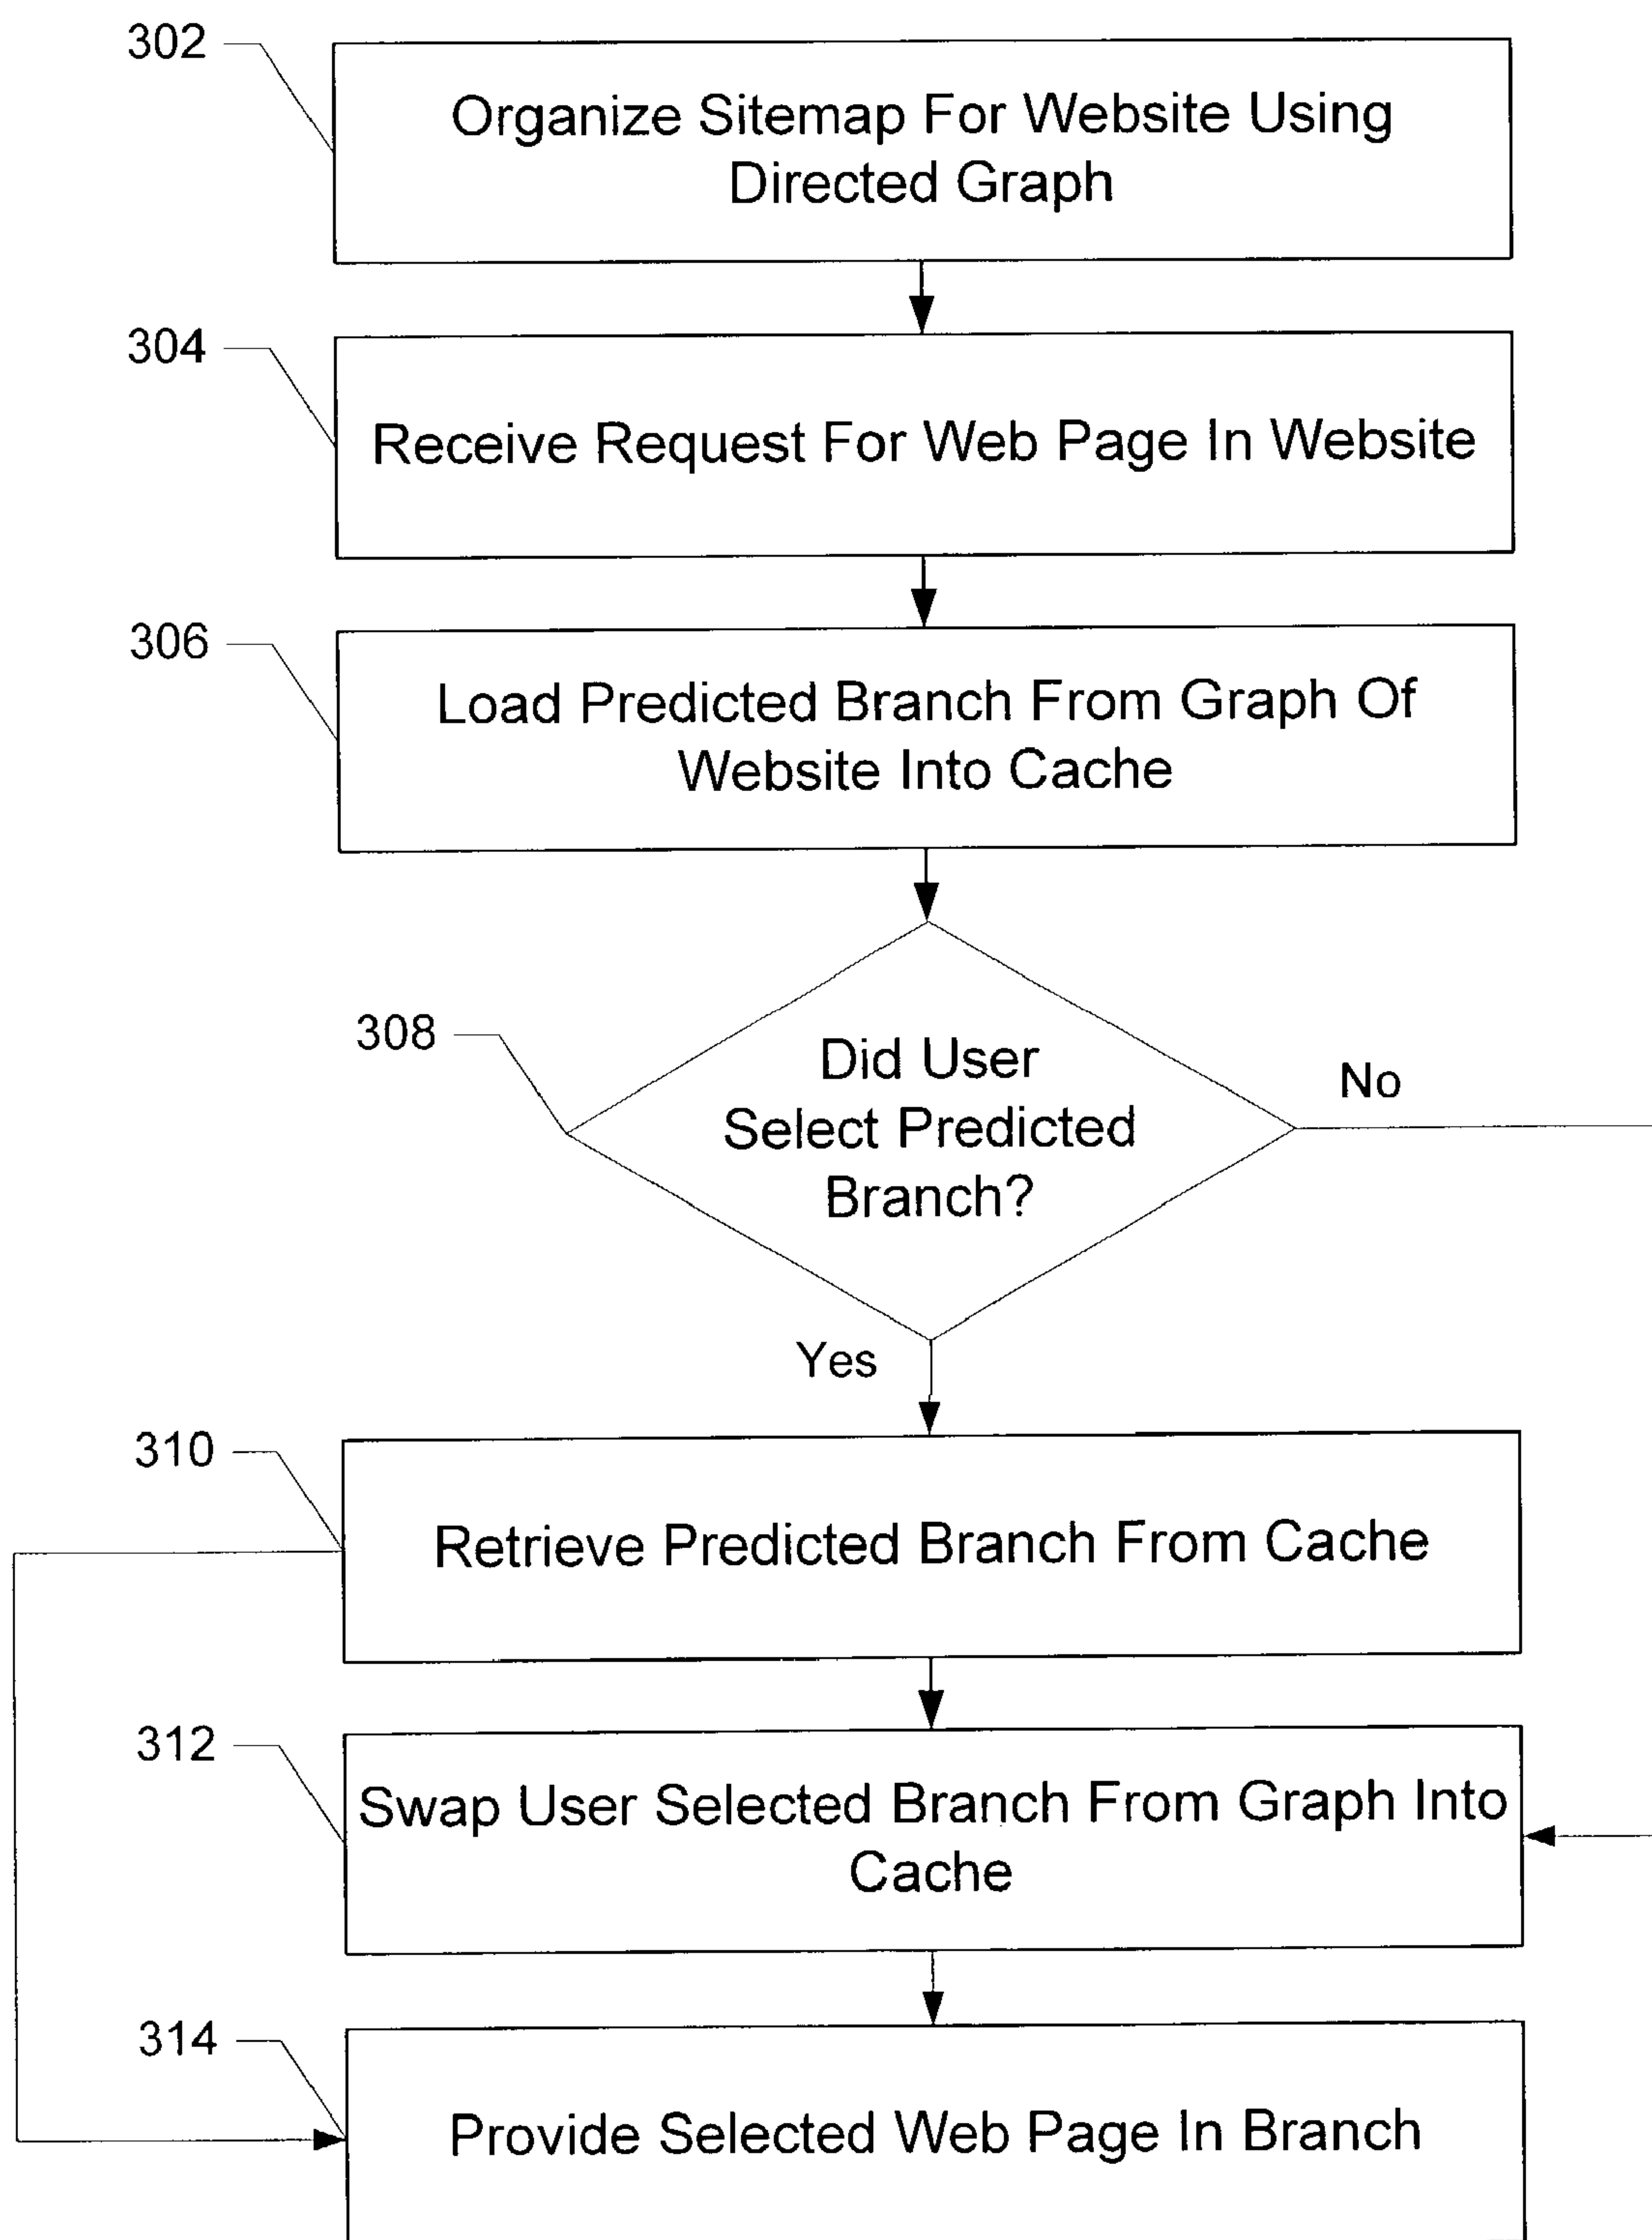 302
Organize Sitemap For Website Using
Directed Graph
304
Receive Request For Web Page In Website
306
Load Predicted Branch From Graph Of
Website Into Cache
308
Did User
Select Predicted
Branch?
No
Yes
310
Retrieve Predicted Branch From Cache
312
Swap User Selected Branch From Graph Into
Cache
314
Provide Selected Web Page In Branch